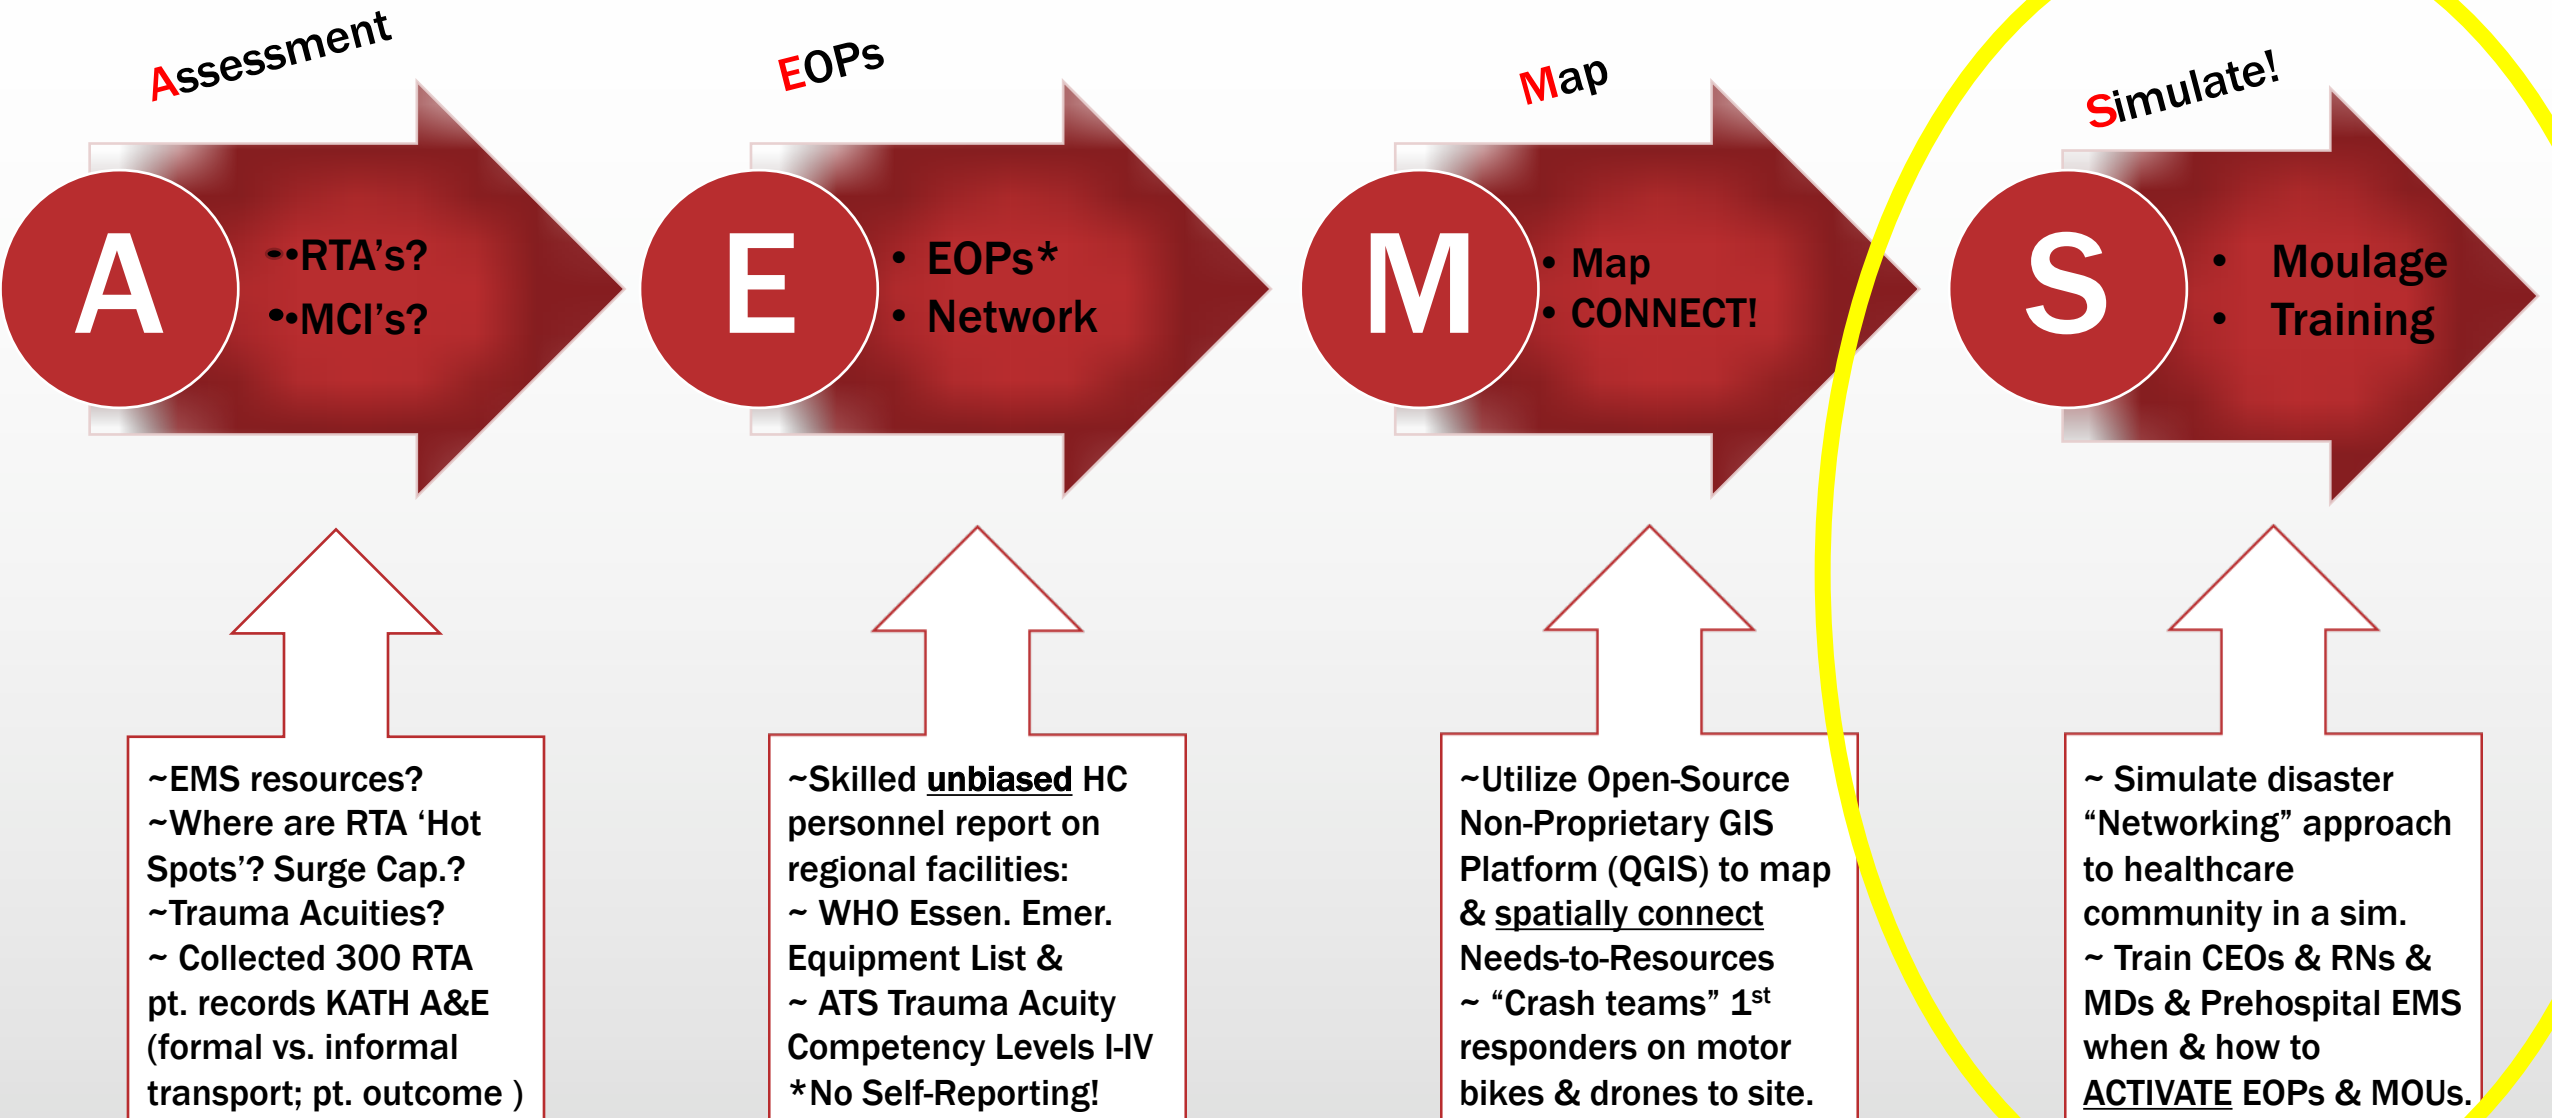 Assessment
A
•RTA's?
•MCI's?
~EMS resources?
~Where are RTA ‘Hot
Spots’? Surge Cap.?
~Trauma Acuities?
~ Collected 300 RTA
pt. records KATH A&E
(formal vs. informal
transport; pt. outcome )
EOPs
E
• EOPs*
• Network
~Skilled unbiased HC
personnel report on
regional facilities:
~ WHO Essen. Emer.
Equipment List &
~ ATS Trauma Acuity
Competency Levels I-IV
*No Self-Reporting!
Map
M
• Map
• CONNECT!
~Utilize Open-Source
Non-Proprietary GIS
Platform (QGIS) to map
& spatially connect
Needs-to-Resources
~ “Crash teams” 1st
responders on motor
bikes & drones to site.
Simulate!
S
• Moulage
• Training
~ Simulate disaster
“Networking” approach
to healthcare
community in a sim.
~ Train CEOs & RNs &
MDs & Prehospital EMS
when & how to
ACTIVATE EOPs & MOUs.